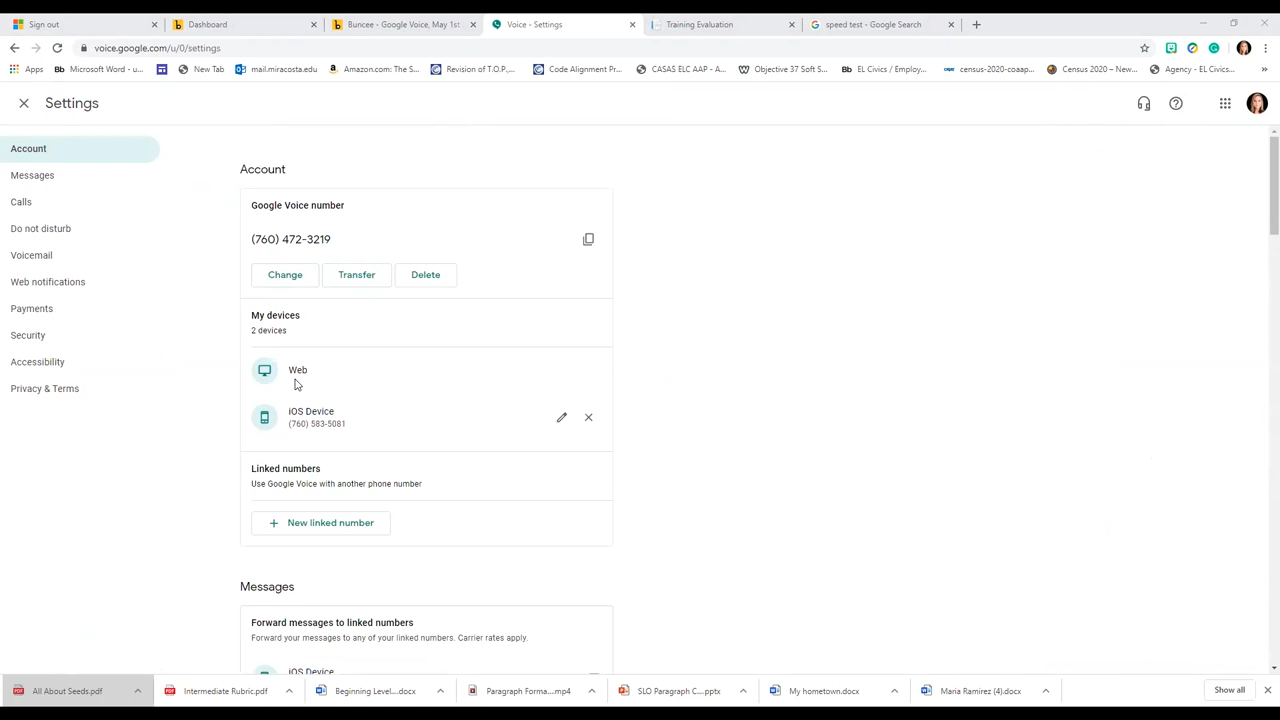 Sign out
Dashboard
Buncee - Google Voice, May 1st
Voice - Settings
Training Evaluation
speed test - Google Search
voice.google.com/u/0/settings
Apps
Bb Microsoft Word - u...
New Tab
mail.miracosta.edu
Amazon.com: The S...
Revision of T.O.P.,...
Code Alignment Pr...
CASAS ELC AAP - A...
Objective 37 Soft S...
Bb EL Civics / Employ...
census-2020-coaap...
Census 2020 – New...
Agency - EL Civics...
»
Settings
Account
Messages
Calls
Do not disturb
Voicemail
Web notifications
Payments
Security
Accessibility
Privacy & Terms
Account
Google Voice number
(760) 472-3219
Change
Transfer
Delete
My devices
2 devices
Web
iOS Device
(760) 583-5081
Linked numbers
Use Google Voice with another phone number
+ New linked number
Messages
Forward messages to linked numbers
Forward your messages to any of your linked numbers. Carrier rates apply.
iOS Device
All About Seeds.pdf
Intermediate Rubric.pdf
Beginning Level....docx
Paragraph Forma....mp4
SLO Paragraph C....pptx
My hometown.docx
Maria Ramirez (4).docx
Show all